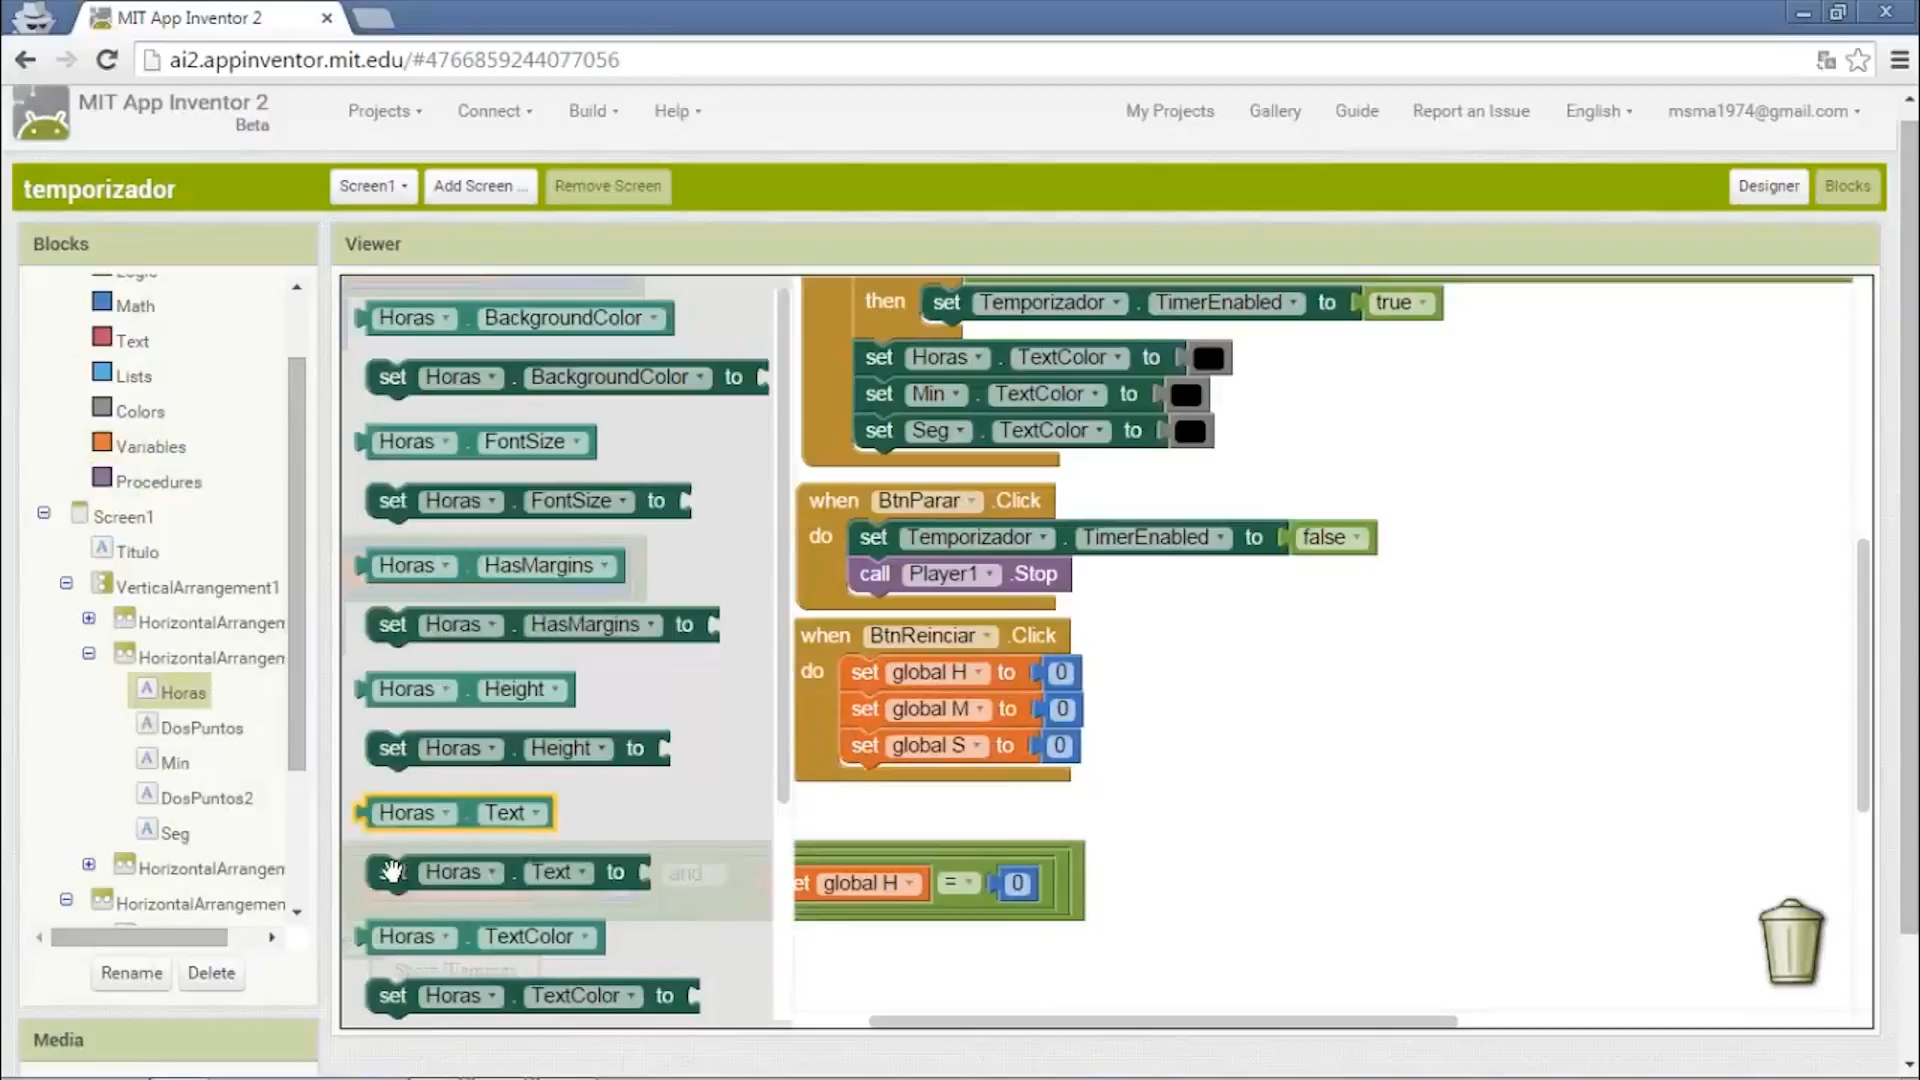 MIT App Inventor 2
ai2.appinventor.mit.edu/#4766859244077056
MIT App Inventor 2
Beta
Projects
Connect
Build
Help
My Projects
Gallery
Guide
Report an Issue
English
msma1974@gmail.com
temporizador
Screen1
Add Screen ...
Remove Screen
Designer
Blocks
Blocks
Viewer
Logic
Math
Text
Lists
Colors
Variables
Procedures
Screen1
Titulo
VerticalArrangement1
HorizontalArrangen
HorizontalArrangen
Horas
DosPuntos
Min
DosPuntos2
Seg
HorizontalArrangen
HorizontalArrangemen
Rename
Delete
Media
Horas . BackgroundColor
set Horas . BackgroundColor to
Horas . FontSize
set Horas . FontSize to
Horas . HasMargins
set Horas . HasMargins to
Horas . Height
set Horas . Height to
Horas . Text
Horas . Text to
and
Horas . TextColor
set Horas . TextColor to
then set Temporizador . TimerEnabled to true
set Horas . TextColor to
set Min . TextColor to
set Seg . TextColor to
when BtnParar .Click
do set Temporizador . TimerEnabled to false
call Player1 .Stop
when BtnReinciar .Click
do set global H to 0
set global M to 0
set global S to 0
et global H = 0